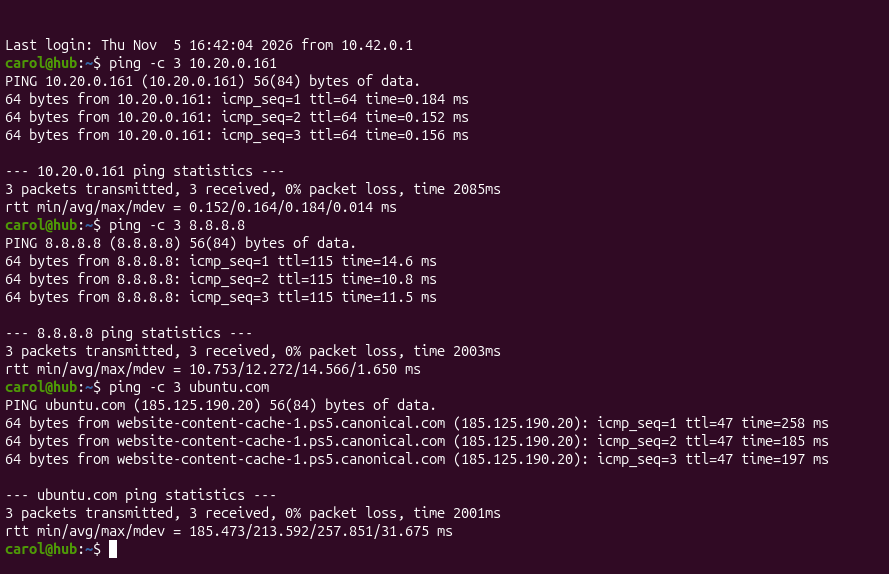 Last login: Thu Nov  5 16:42:04 2026 from 10.42.0.1
carol@hub:~$ ping -c 3 10.20.0.161
PING 10.20.0.161 (10.20.0.161) 56(84) bytes of data.
64 bytes from 10.20.0.161: icmp_seq=1 ttl=64 time=0.184 ms
64 bytes from 10.20.0.161: icmp_seq=2 ttl=64 time=0.152 ms
64 bytes from 10.20.0.161: icmp_seq=3 ttl=64 time=0.156 ms

--- 10.20.0.161 ping statistics ---
3 packets transmitted, 3 received, 0% packet loss, time 2085ms
rtt min/avg/max/mdev = 0.152/0.164/0.184/0.014 ms
carol@hub:~$ ping -c 3 8.8.8.8
PING 8.8.8.8 (8.8.8.8) 56(84) bytes of data.
64 bytes from 8.8.8.8: icmp_seq=1 ttl=115 time=14.6 ms
64 bytes from 8.8.8.8: icmp_seq=2 ttl=115 time=10.8 ms
64 bytes from 8.8.8.8: icmp_seq=3 ttl=115 time=11.5 ms

--- 8.8.8.8 ping statistics ---
3 packets transmitted, 3 received, 0% packet loss, time 2003ms
rtt min/avg/max/mdev = 10.753/12.272/14.566/1.650 ms
carol@hub:~$ ping -c 3 ubuntu.com
PING ubuntu.com (185.125.190.20) 56(84) bytes of data.
64 bytes from website-content-cache-1.ps5.canonical.com (185.125.190.20): icmp_seq=1 ttl=47 time=258 ms
64 bytes from website-content-cache-1.ps5.canonical.com (185.125.190.20): icmp_seq=2 ttl=47 time=185 ms
64 bytes from website-content-cache-1.ps5.canonical.com (185.125.190.20): icmp_seq=3 ttl=47 time=197 ms

--- ubuntu.com ping statistics ---
3 packets transmitted, 3 received, 0% packet loss, time 2001ms
rtt min/avg/max/mdev = 185.473/213.592/257.851/31.675 ms
carol@hub:~$